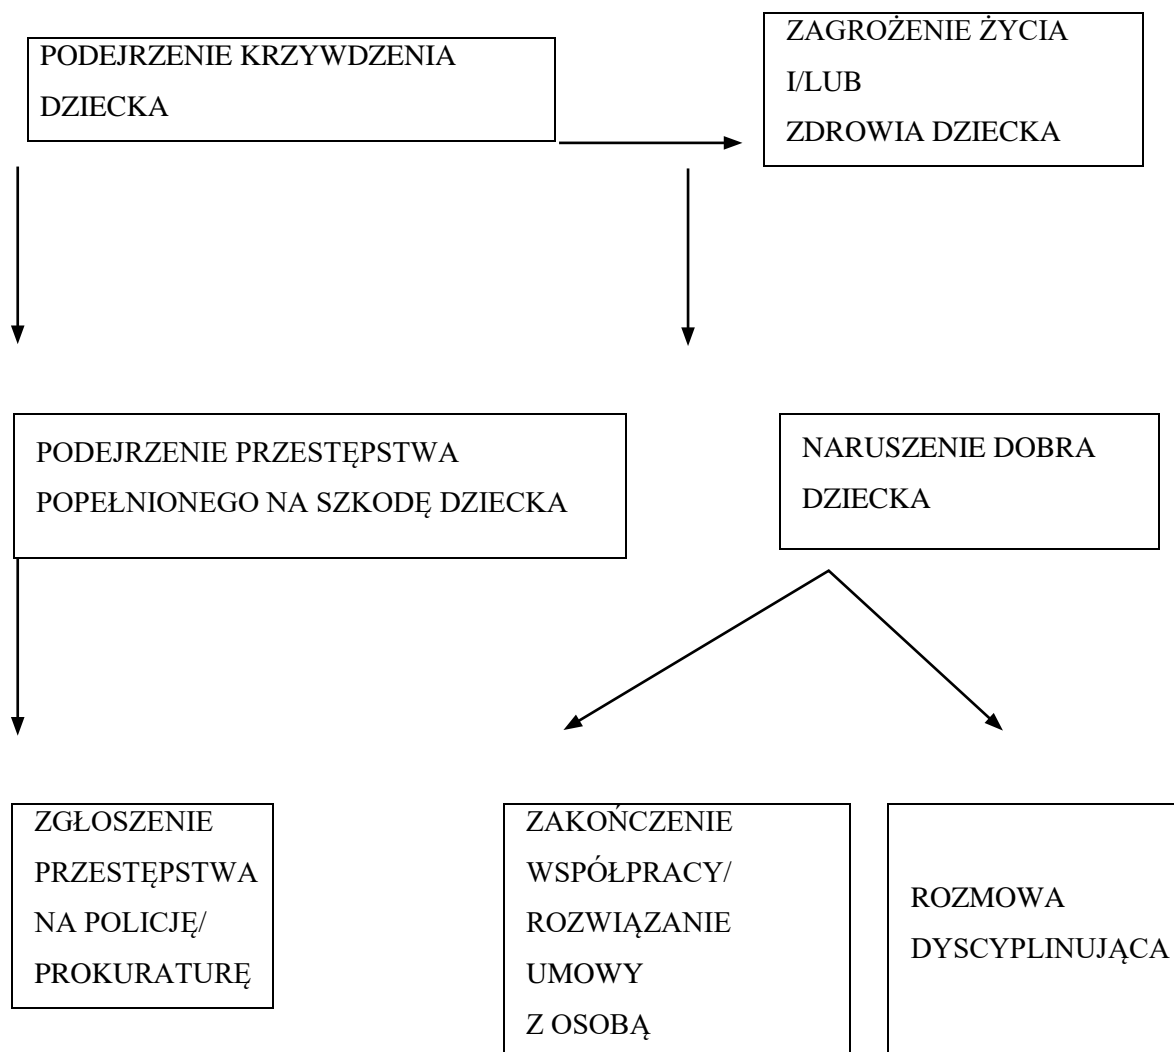 PODEJRZENIE KRZYWDZENIA
DZIECKA
ZAGROŻENIE ŻYCIA
I/LUB
ZDROWIA DZIECKA
PODEJRZENIE PRZESTĘPSTWA
POPEŁNIONEGO NA SZKODĘ DZIECKA
NARUSZENIE DOBRA
DZIECKA
ZGŁOSZENIE
PRZESTĘPSTWA
NA POLICJĘ/
PROKURATURĘ
ZAKOŃCZENIE
WSPÓŁPRACY/
ROZWIĄZANIE
UMOWY
Z OSOBĄ
ROZMOWA
DYSCYPLINUJĄCA